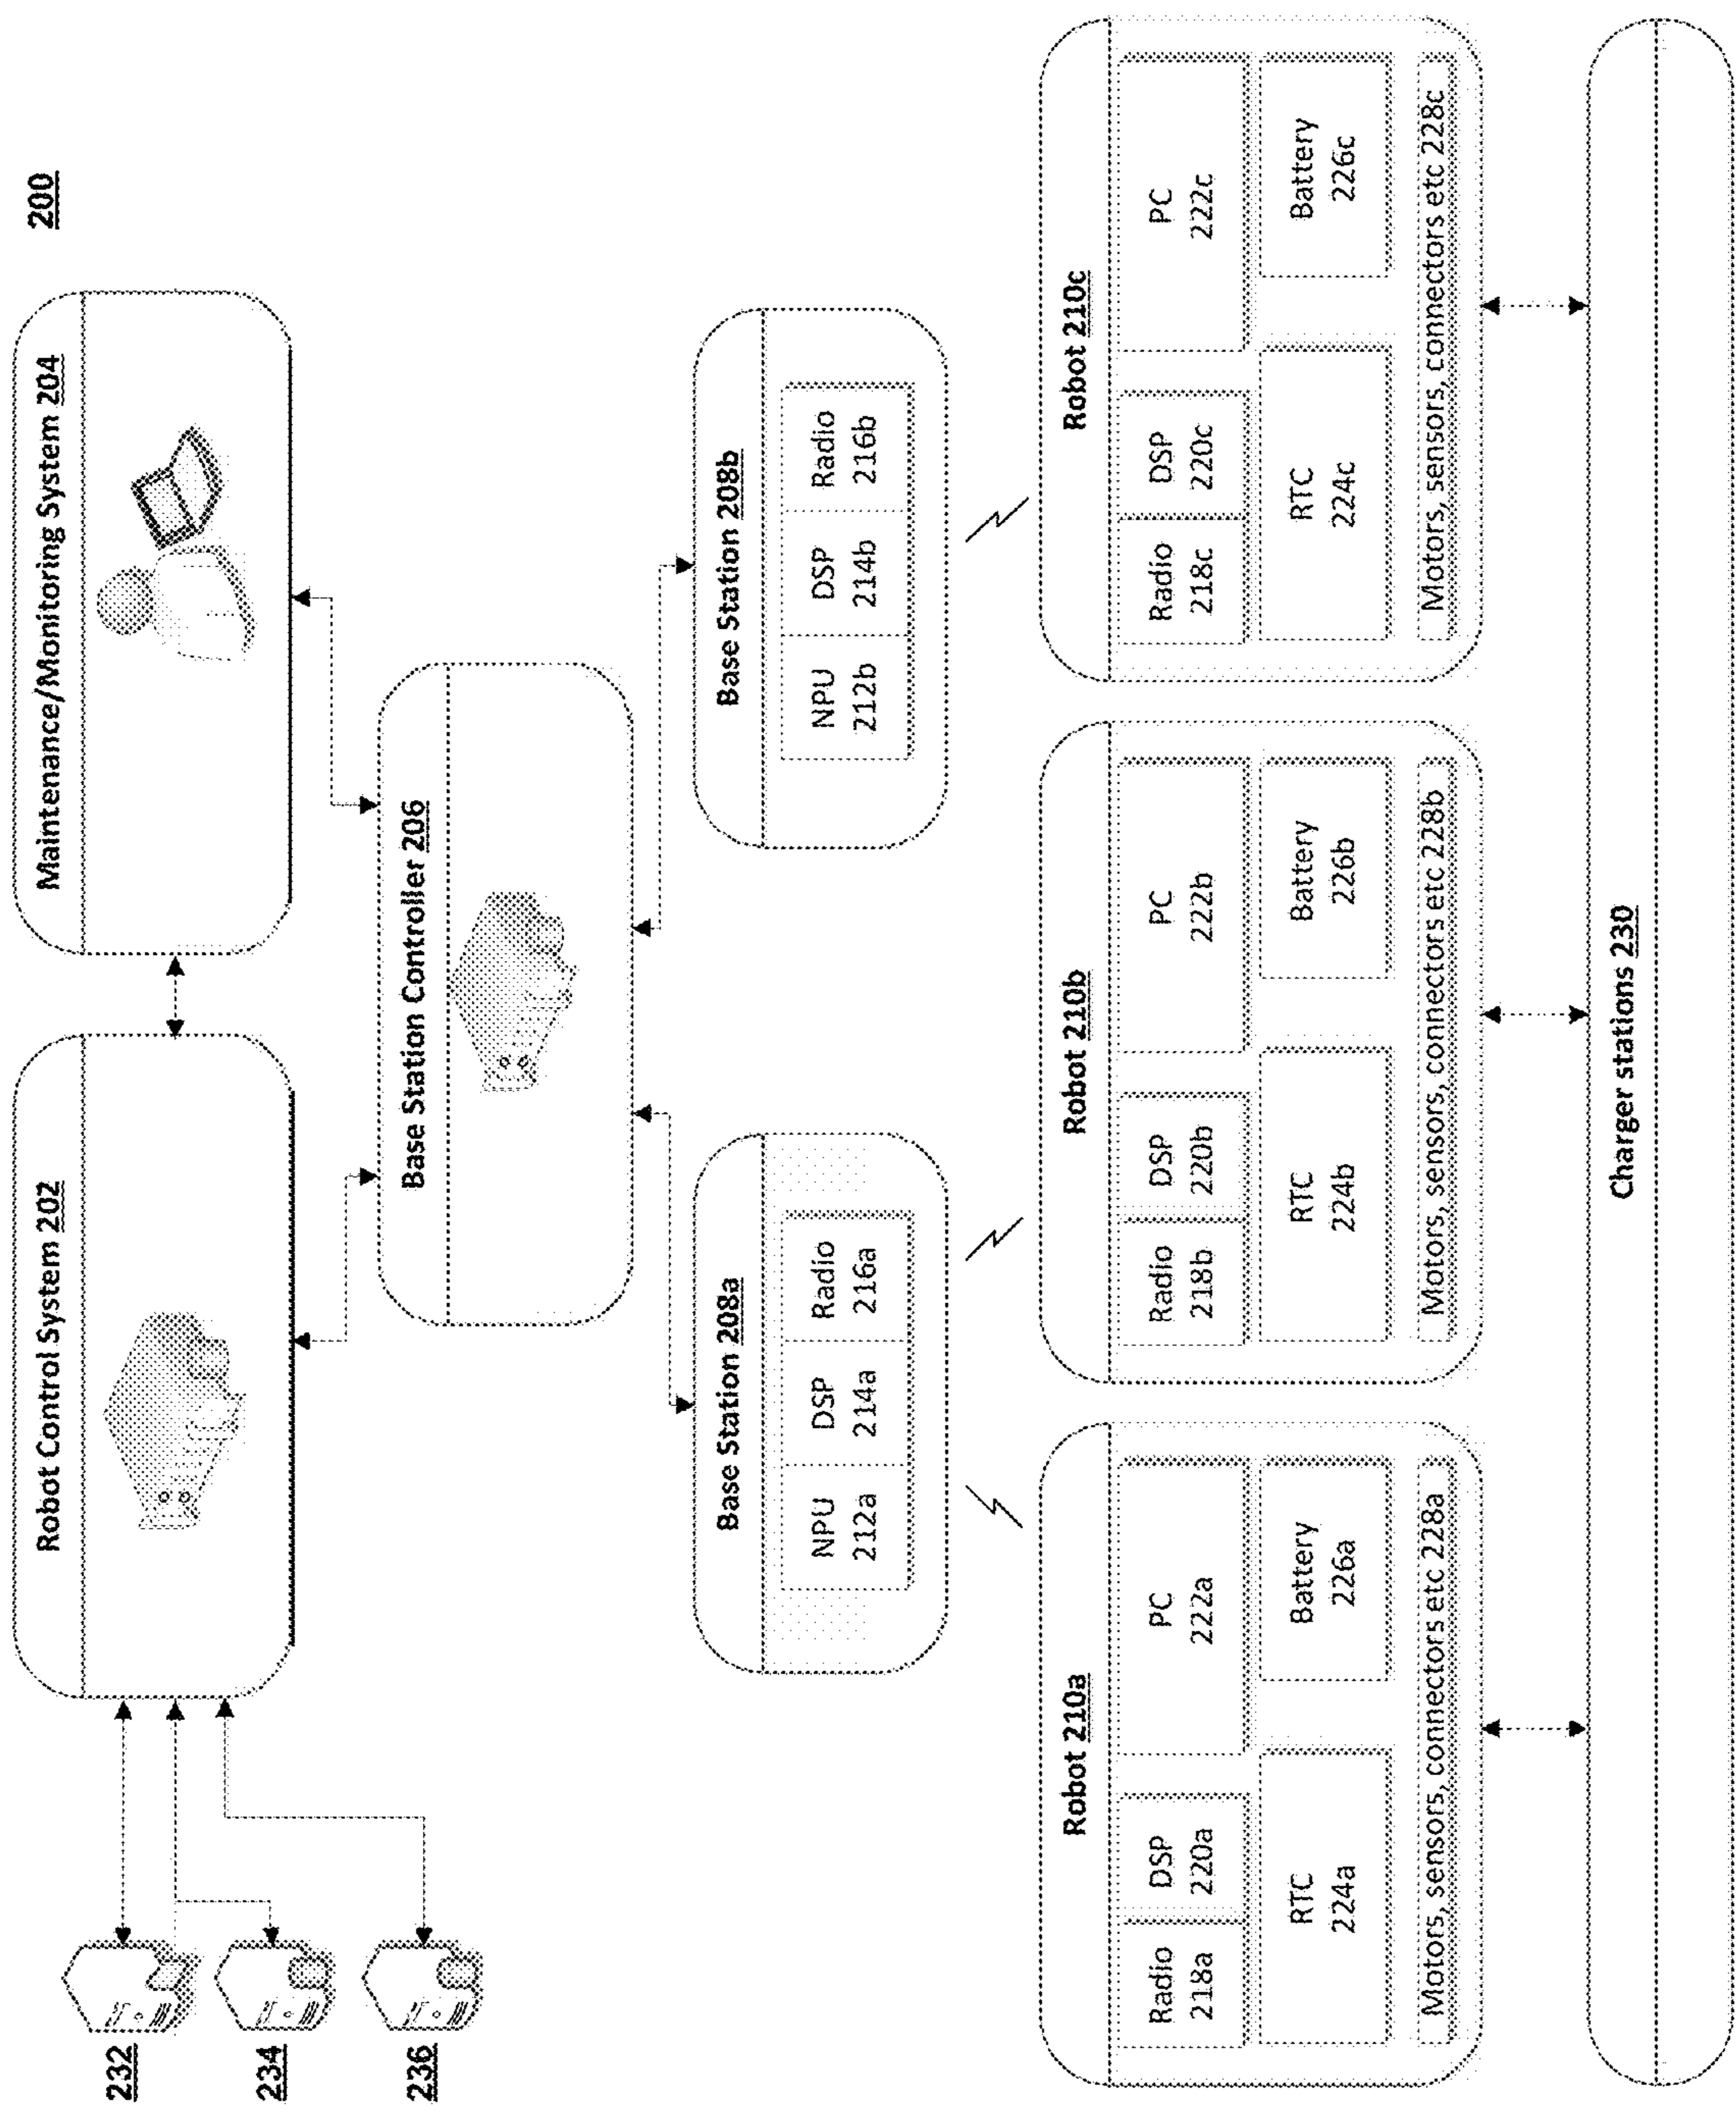 200
Robot Control System 202
Maintenance/Monitoring System 204
232
234
236
Base Station Controller 206
Base Station 208a
NPU
212a
DSP
214a
Radio
216a
Base Station 208b
NPU
212b
DSP
214b
Radio
216b
Robot 210a
Radio
218a
DSP
220a
PC
222a
RTC
224a
Battery
226a
Motors, sensors, connectors etc 228a
Robot 210b
Radio
218b
DSP
220b
PC
222b
RTC
224b
Battery
226b
Motors, sensors, connectors etc 228b
Robot 210c
Radio
218c
DSP
220c
PC
222c
RTC
224c
Battery
226c
Motors, sensors, connectors etc 228c
Charger stations 230